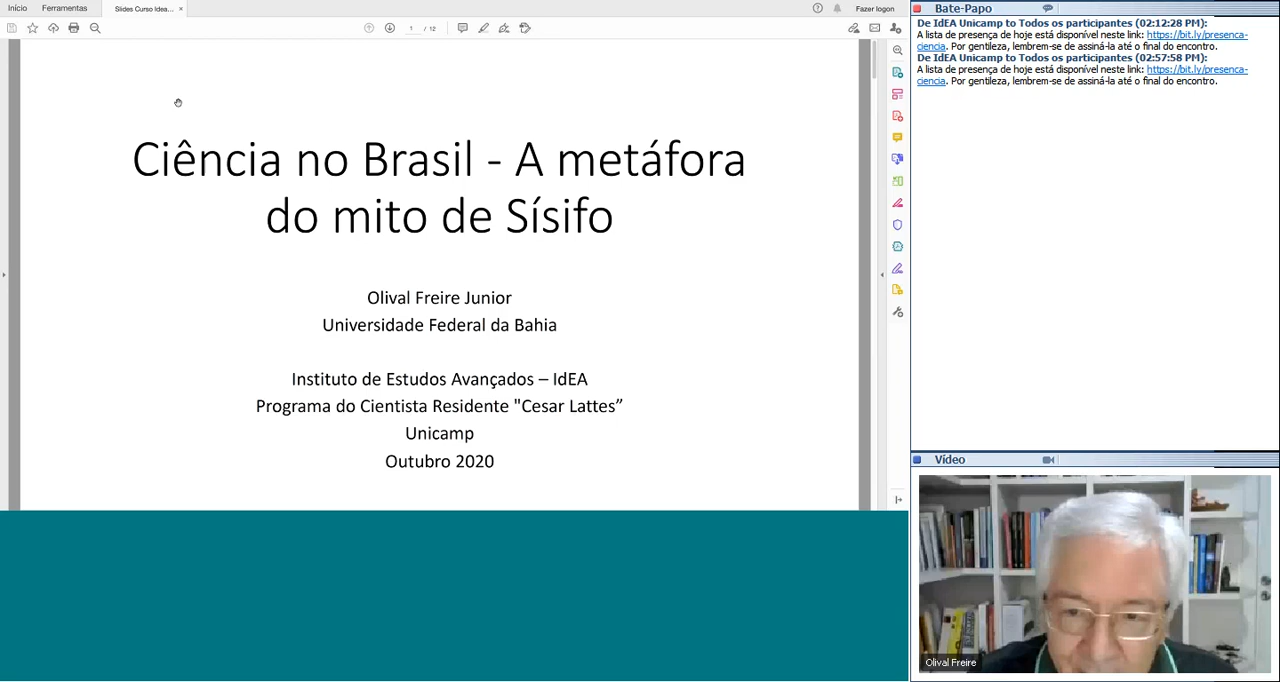 Início
Ferramentas
Slides Curso Idea... ×
Fazer logon
1 / 12
Ciência no Brasil - A metáfora
do mito de Sísifo
Olival Freire Junior
Universidade Federal da Bahia
Instituto de Estudos Avançados – IdEA
Programa do Cientista Residente "Cesar Lattes”
Unicamp
Outubro 2020
Bate-Papo
De IdEA Unicamp to Todos os participantes (02:12:28 PM):
A lista de presença de hoje está disponível neste link: https://bit.ly/presenca-
ciencia. Por gentileza, lembrem-se de assiná-la até o final do encontro.
De IdEA Unicamp to Todos os participantes (02:57:58 PM):
A lista de presença de hoje está disponível neste link: https://bit.ly/presenca-
ciencia. Por gentileza, lembrem-se de assiná-la até o final do encontro.
Vídeo
Olival Freire